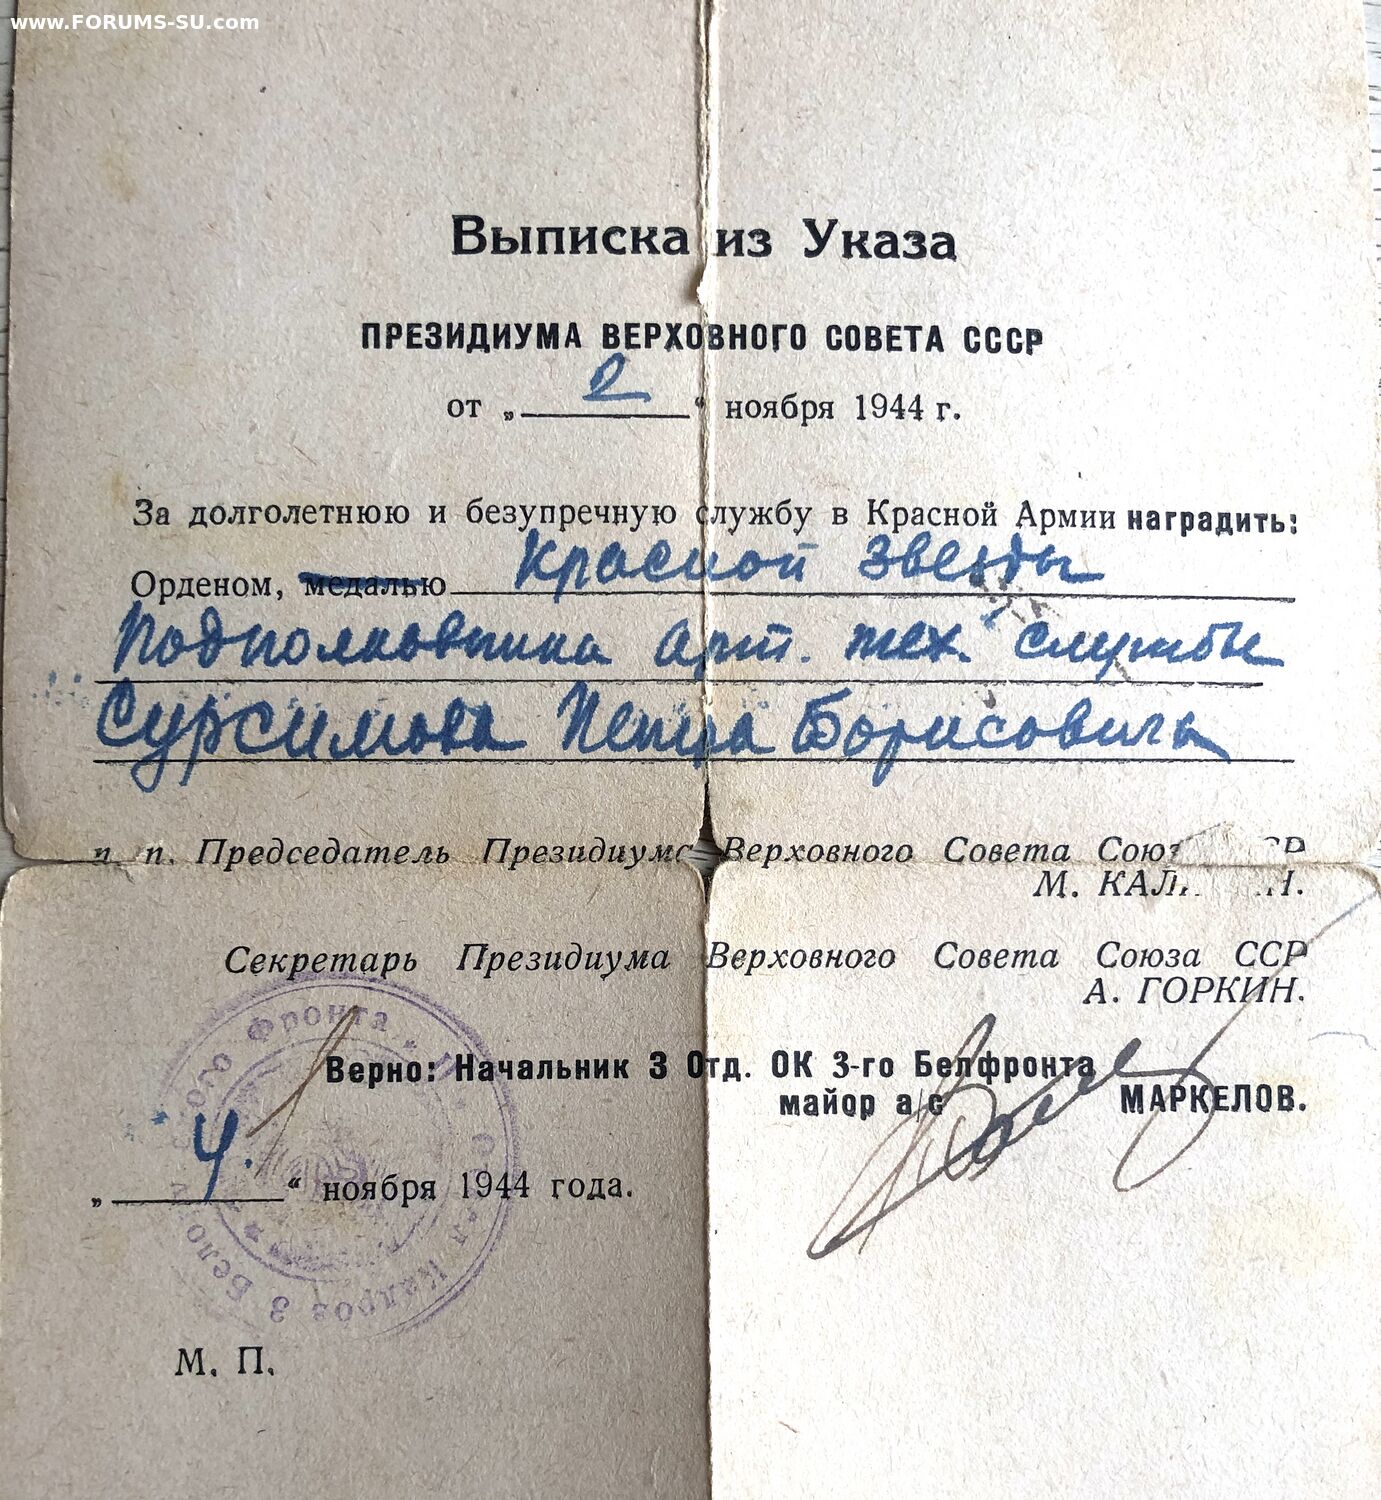 www.FORUMS-SU.com
Выписка из Указа
ПРЕЗИДИУМА ВЕРХОВНОГО СОВЕТА СССР
от „ 2 “ ноября 1944 г.
За долголетнюю и безупречную службу в Красной Армии наградить:
Орденом, медалью Красной Звезды
Подполковника арт. тех. службы
Сурсимова Петра Борисовича
п. п. Председатель Президиума Верховного Совета
М.
Секретарь Президиума Верховного Совета Союза ССР
А. ГОРКИН.
Верно: Начальник 3 Отд. ОК 3-го Белфронта
майор а/с МАРКЕЛОВ.
„ 4. “ ноября 1944 года.
Фронта
Кадров 3
М. П.